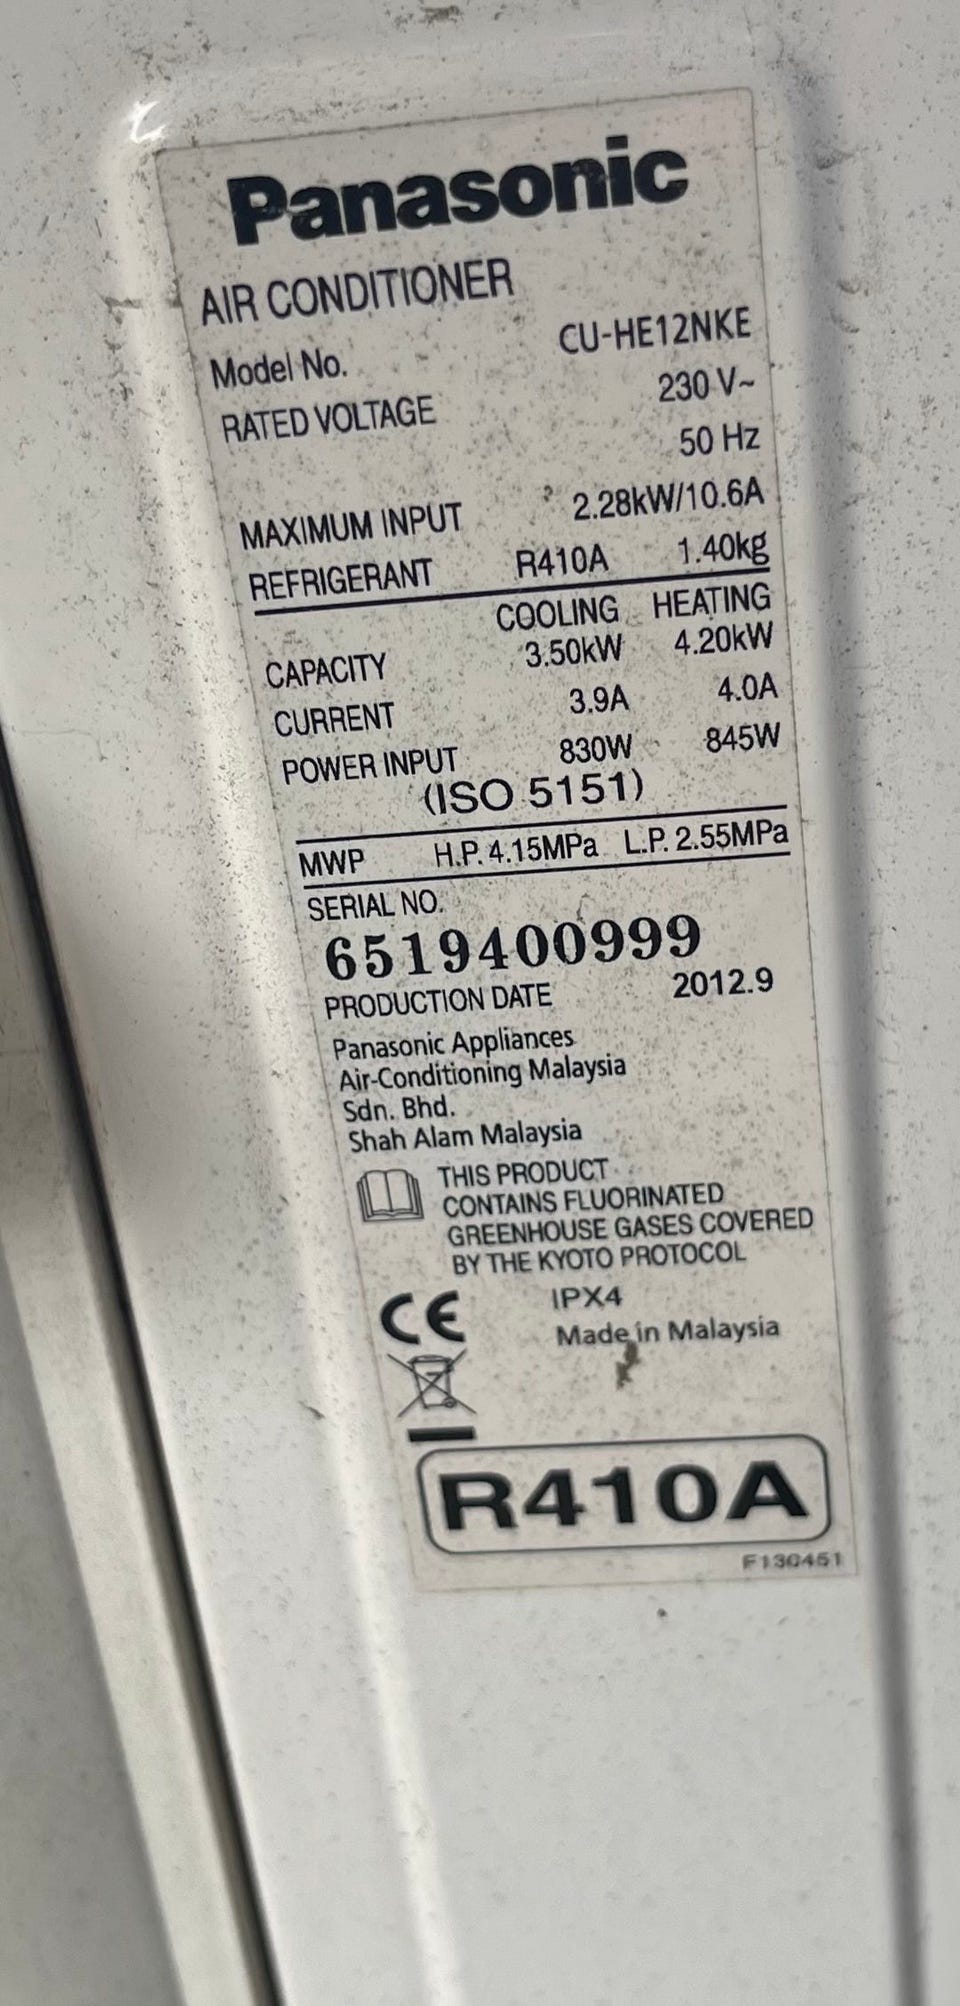 Panasonic
AIR CONDITIONER
Model No. CU-HE12NKE
RATED VOLTAGE 230 V~
50 Hz
MAXIMUM INPUT 2.28kW/10.6A
REFRIGERANT R410A 1.40kg
COOLING HEATING
CAPACITY 3.50kW 4.20kW
CURRENT 3.9A 4.0A
POWER INPUT 830W 845W
(ISO 5151)
MWP H.P. 4.15MPa L.P. 2.55MPa
SERIAL NO.
6519400999
PRODUCTION DATE 2012.9
Panasonic Appliances
Air-Conditioning Malaysia
Sdn. Bhd.
Shah Alam Malaysia
THIS PRODUCT
CONTAINS FLUORINATED
GREENHOUSE GASES COVERED
BY THE KYOTO PROTOCOL
CE IPX4
Made in Malaysia
R410A